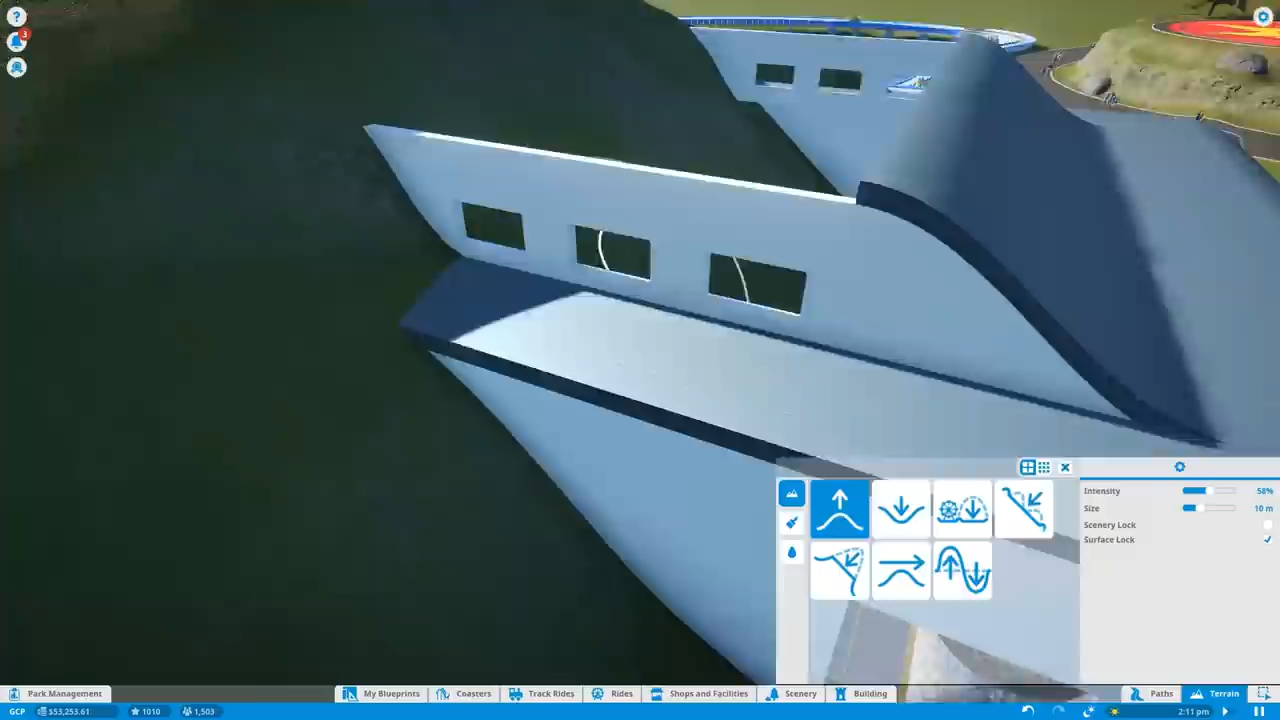 ?
3
Intensity 58%
Size 10 m
Scenery Lock
Surface Lock
Park Management
My Blueprints
Coasters
Track Rides
Rides
Shops and Facilities
Scenery
Building
Paths
Terrain
GCP
$53,253.61
1010
1,503
2:11 pm